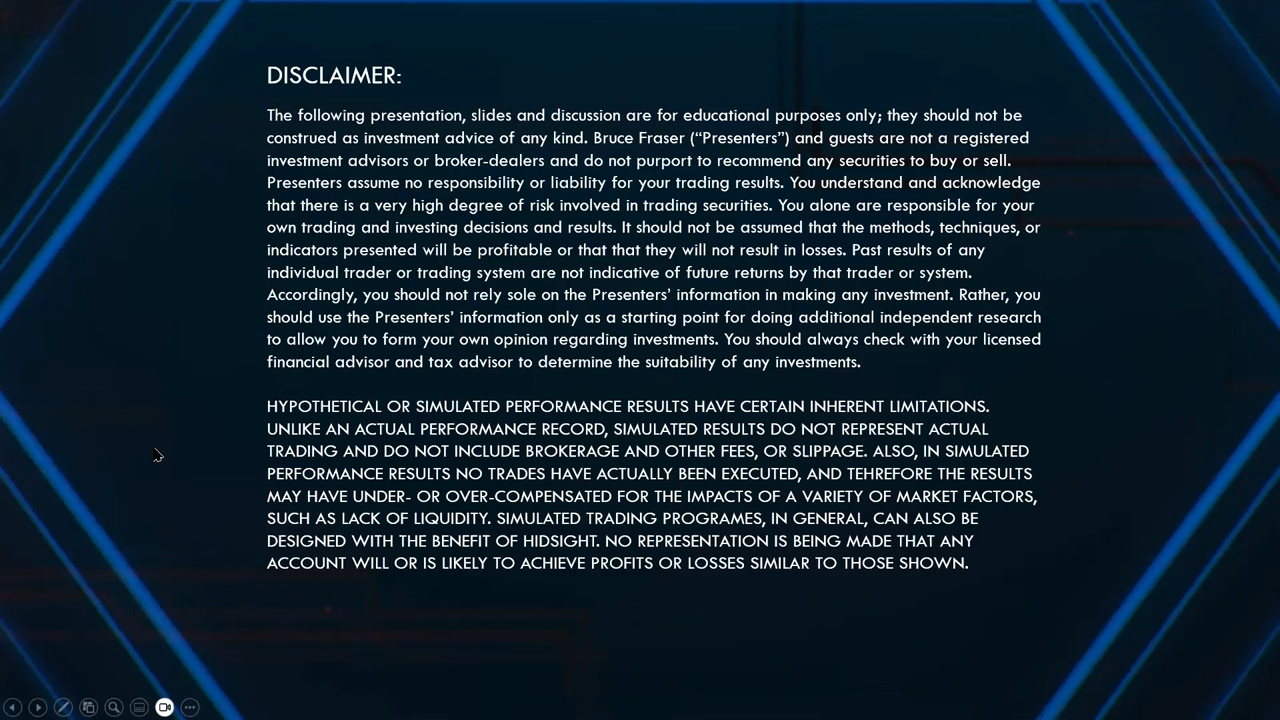 DISCLAIMER:
The following presentation, slides and discussion are for educational purposes only; they should not be
construed as investment advice of any kind. Bruce Fraser (“Presenters”) and guests are not a registered
investment advisors or broker-dealers and do not purport to recommend any securities to buy or sell.
Presenters assume no responsibility or liability for your trading results. You understand and acknowledge
that there is a very high degree of risk involved in trading securities. You alone are responsible for your
own trading and investing decisions and results. It should not be assumed that the methods, techniques, or
indicators presented will be profitable or that that they will not result in losses. Past results of any
individual trader or trading system are not indicative of future returns by that trader or system.
Accordingly, you should not rely sole on the Presenters’ information in making any investment. Rather, you
should use the Presenters’ information only as a starting point for doing additional independent research
to allow you to form your own opinion regarding investments. You should always check with your licensed
financial advisor and tax advisor to determine the suitability of any investments.
HYPOTHETICAL OR SIMULATED PERFORMANCE RESULTS HAVE CERTAIN INHERENT LIMITATIONS.
UNLIKE AN ACTUAL PERFORMANCE RECORD, SIMULATED RESULTS DO NOT REPRESENT ACTUAL
TRADING AND DO NOT INCLUDE BROKERAGE AND OTHER FEES, OR SLIPPAGE. ALSO, IN SIMULATED
PERFORMANCE RESULTS NO TRADES HAVE ACTUALLY BEEN EXECUTED, AND TEHREFORE THE RESULTS
MAY HAVE UNDER- OR OVER-COMPENSATED FOR THE IMPACTS OF A VARIETY OF MARKET FACTORS,
SUCH AS LACK OF LIQUIDITY. SIMULATED TRADING PROGRAMES, IN GENERAL, CAN ALSO BE
DESIGNED WITH THE BENEFIT OF HIDSIGHT. NO REPRESENTATION IS BEING MADE THAT ANY
ACCOUNT WILL OR IS LIKELY TO ACHIEVE PROFITS OR LOSSES SIMILAR TO THOSE SHOWN.